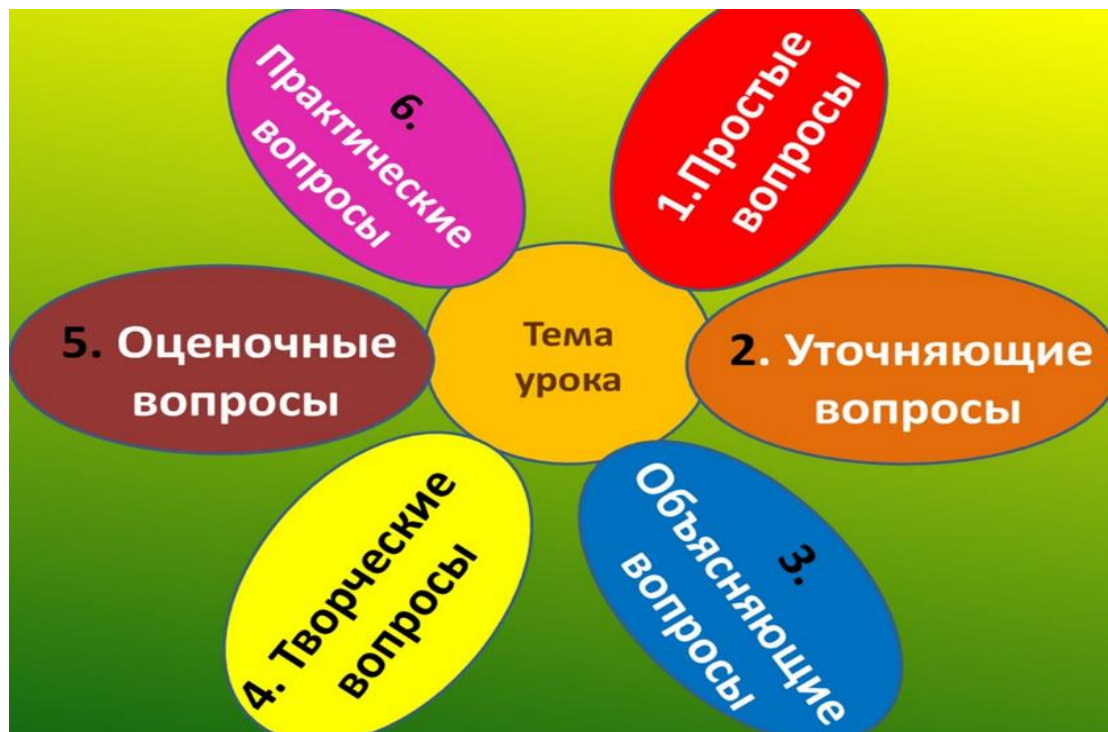 Тема
урока
1.Простые
вопросы
2. Уточняющие
вопросы
3.
Объясняющие
вопросы
4. Творческие
вопросы
5. Оценочные
вопросы
6.
Практические
вопросы